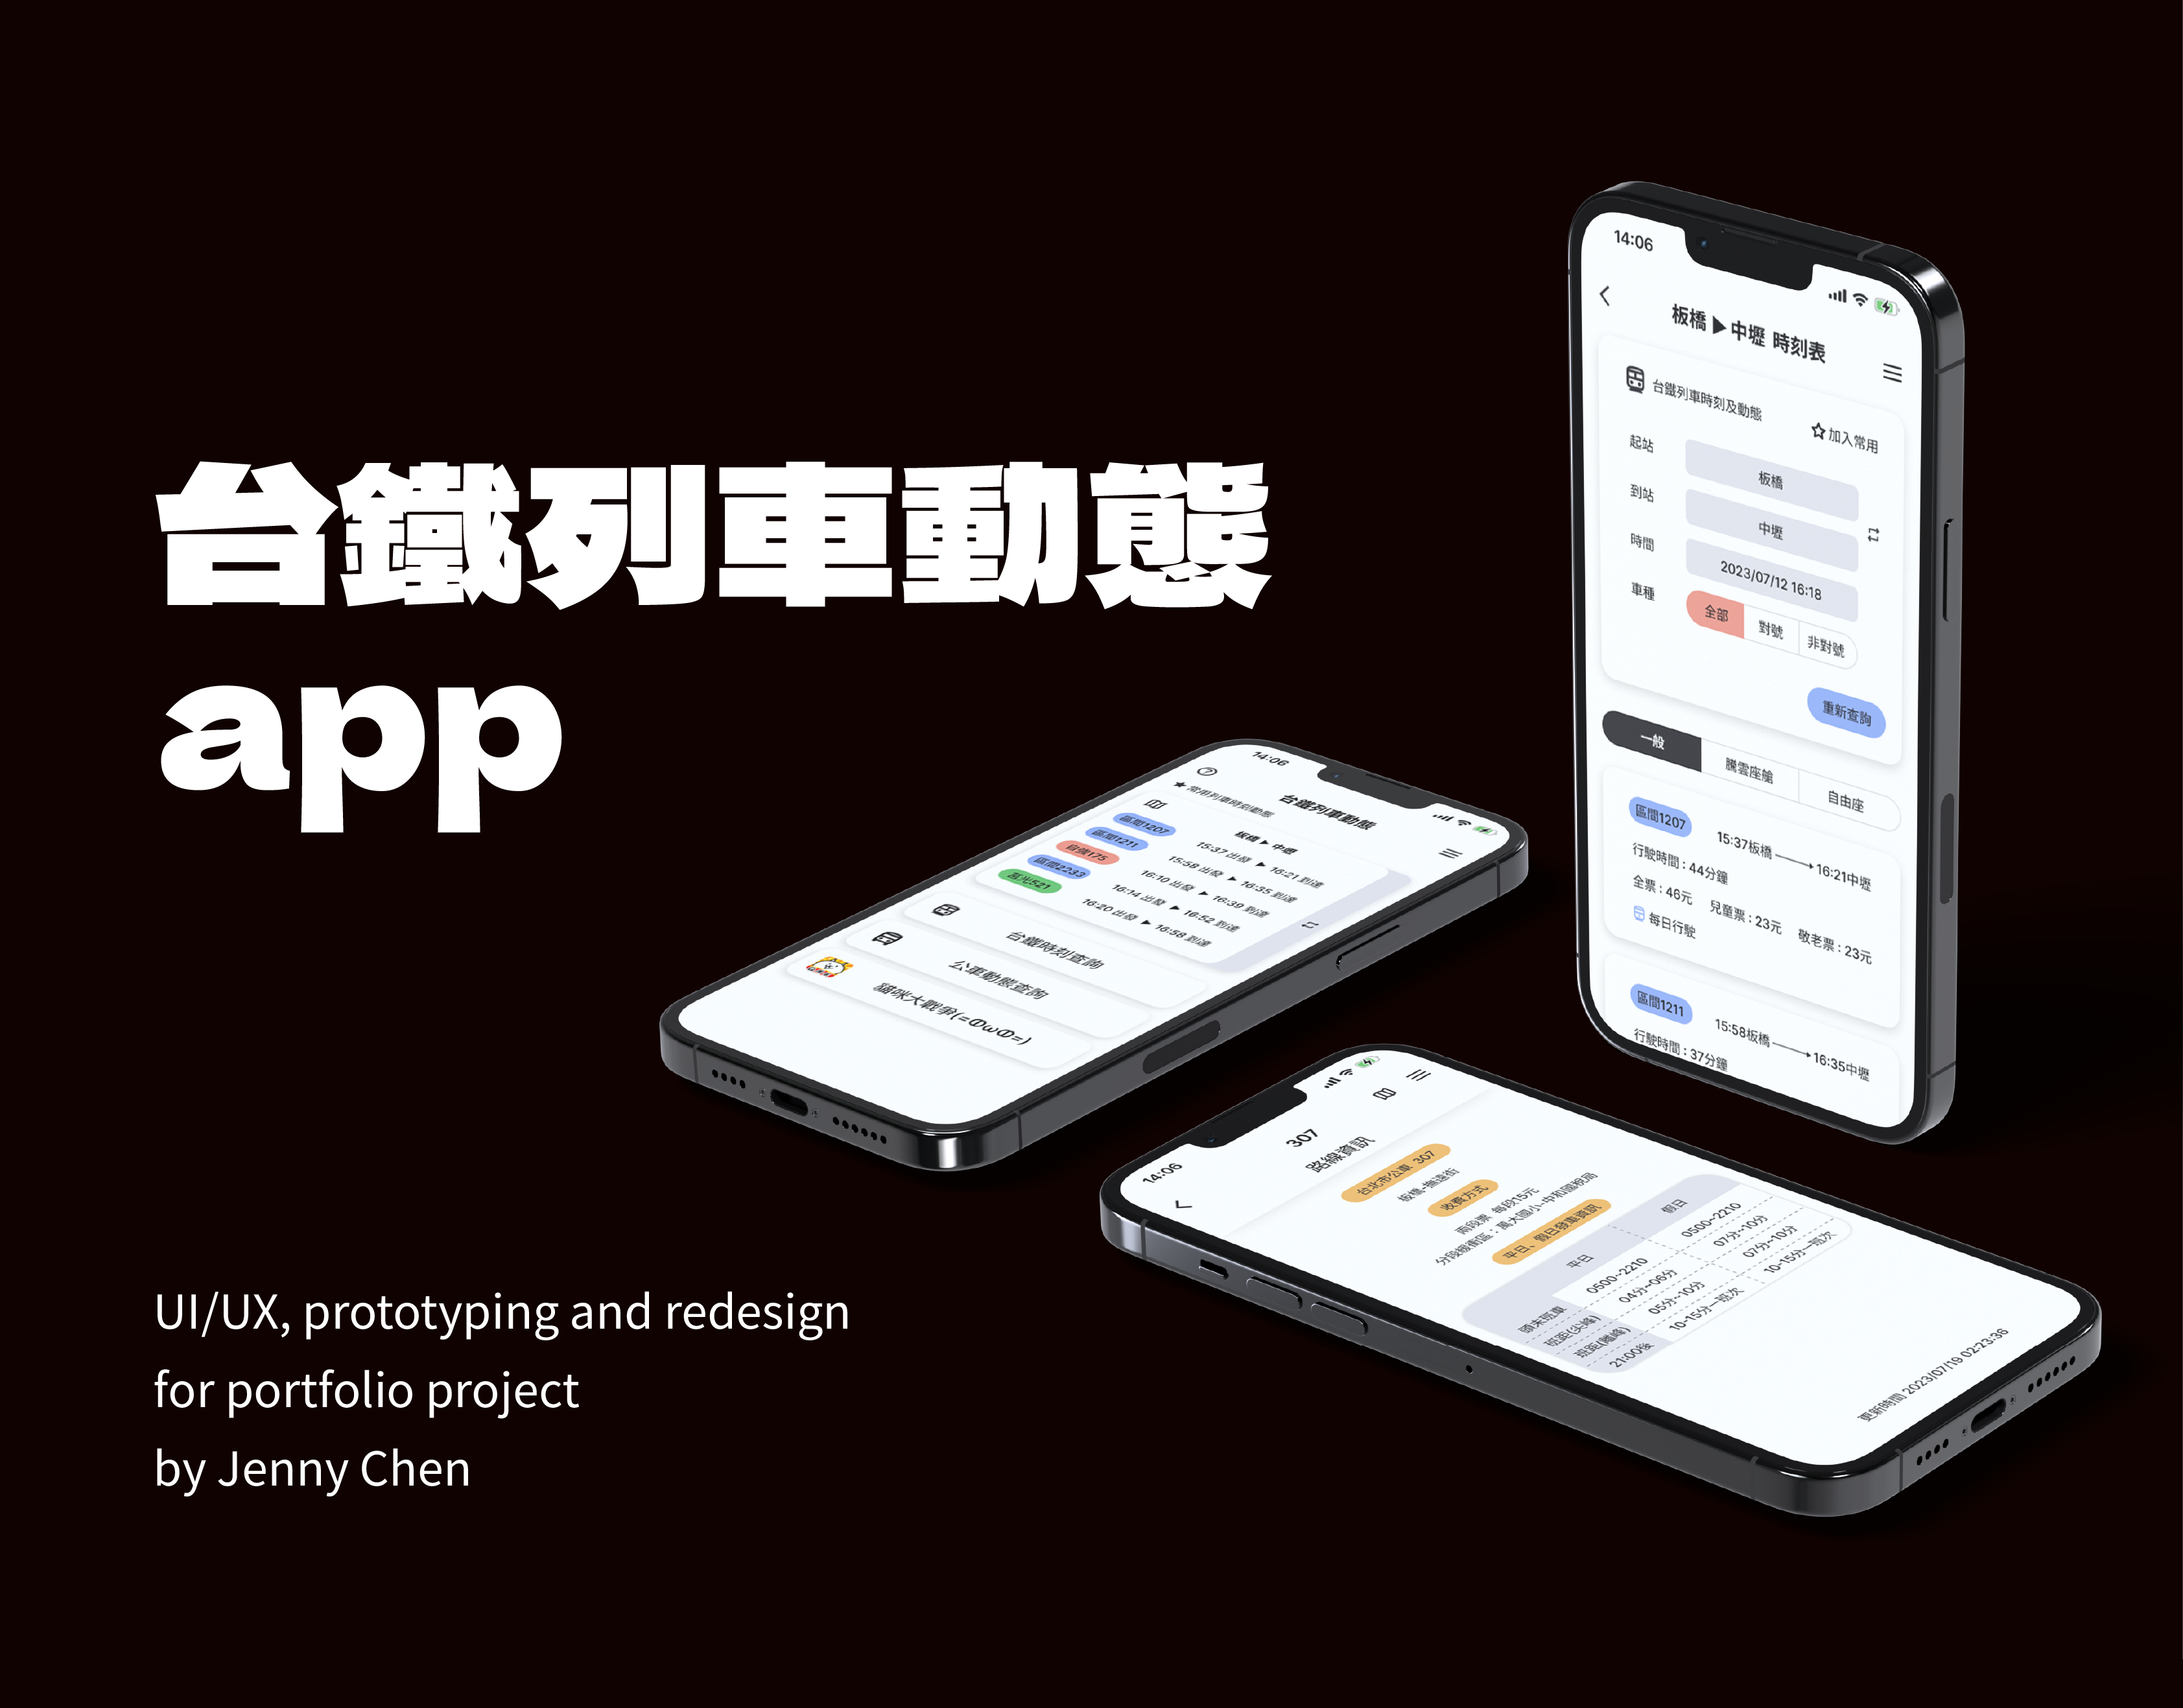 台鐵列車動態
app
UI/UX, prototyping and redesign
for portfolio project
by Jenny Chen
14:06
台鐵列車動態
★ 常用列車時刻動態
板橋 ▶ 中壢
區間1207 15:37 出發 ▶ 16:21 到達
區間1211 15:58 出發 ▶ 16:35 到達
自強175 16:10 出發 ▶ 16:39 到達
區間2233 16:14 出發 ▶ 16:52 到達
莒光521 16:20 出發 ▶ 16:58 到達
台鐵時刻查詢
公車動態查詢
貓咪大戰爭(=ΦωΦ=)
14:06
板橋 ▶ 中壢 時刻表
台鐵列車時刻及動態
☆ 加入常用
起站 板橋
到站 中壢
時間 2023/07/12 16:18
車種 全部 對號 非對號
重新查詢
一般 騰雲座艙 自由座
區間1207 15:37板橋 → 16:21中壢
行駛時間 : 44分鐘
全票 : 46元 兒童票 : 23元 敬老票 : 23元
每日行駛
區間1211 15:58板橋 → 16:35中壢
行駛時間 : 37分鐘
14:06
307
路線資訊
台北市公車 307
板橋-撫遠街
收費方式
兩段票 每段15元
分段緩衝區 : 萬大國小-中和國稅局
平日、假日發車資訊
平日 假日
頭末班車 0500~2210 0500~2210
班距(尖峰) 04分~06分 07分~10分
班距(離峰) 05分~10分 07分~10分
21:00後 10-15分一班次 10-15分一班次
更新時間 2023/07/19 02:23:36